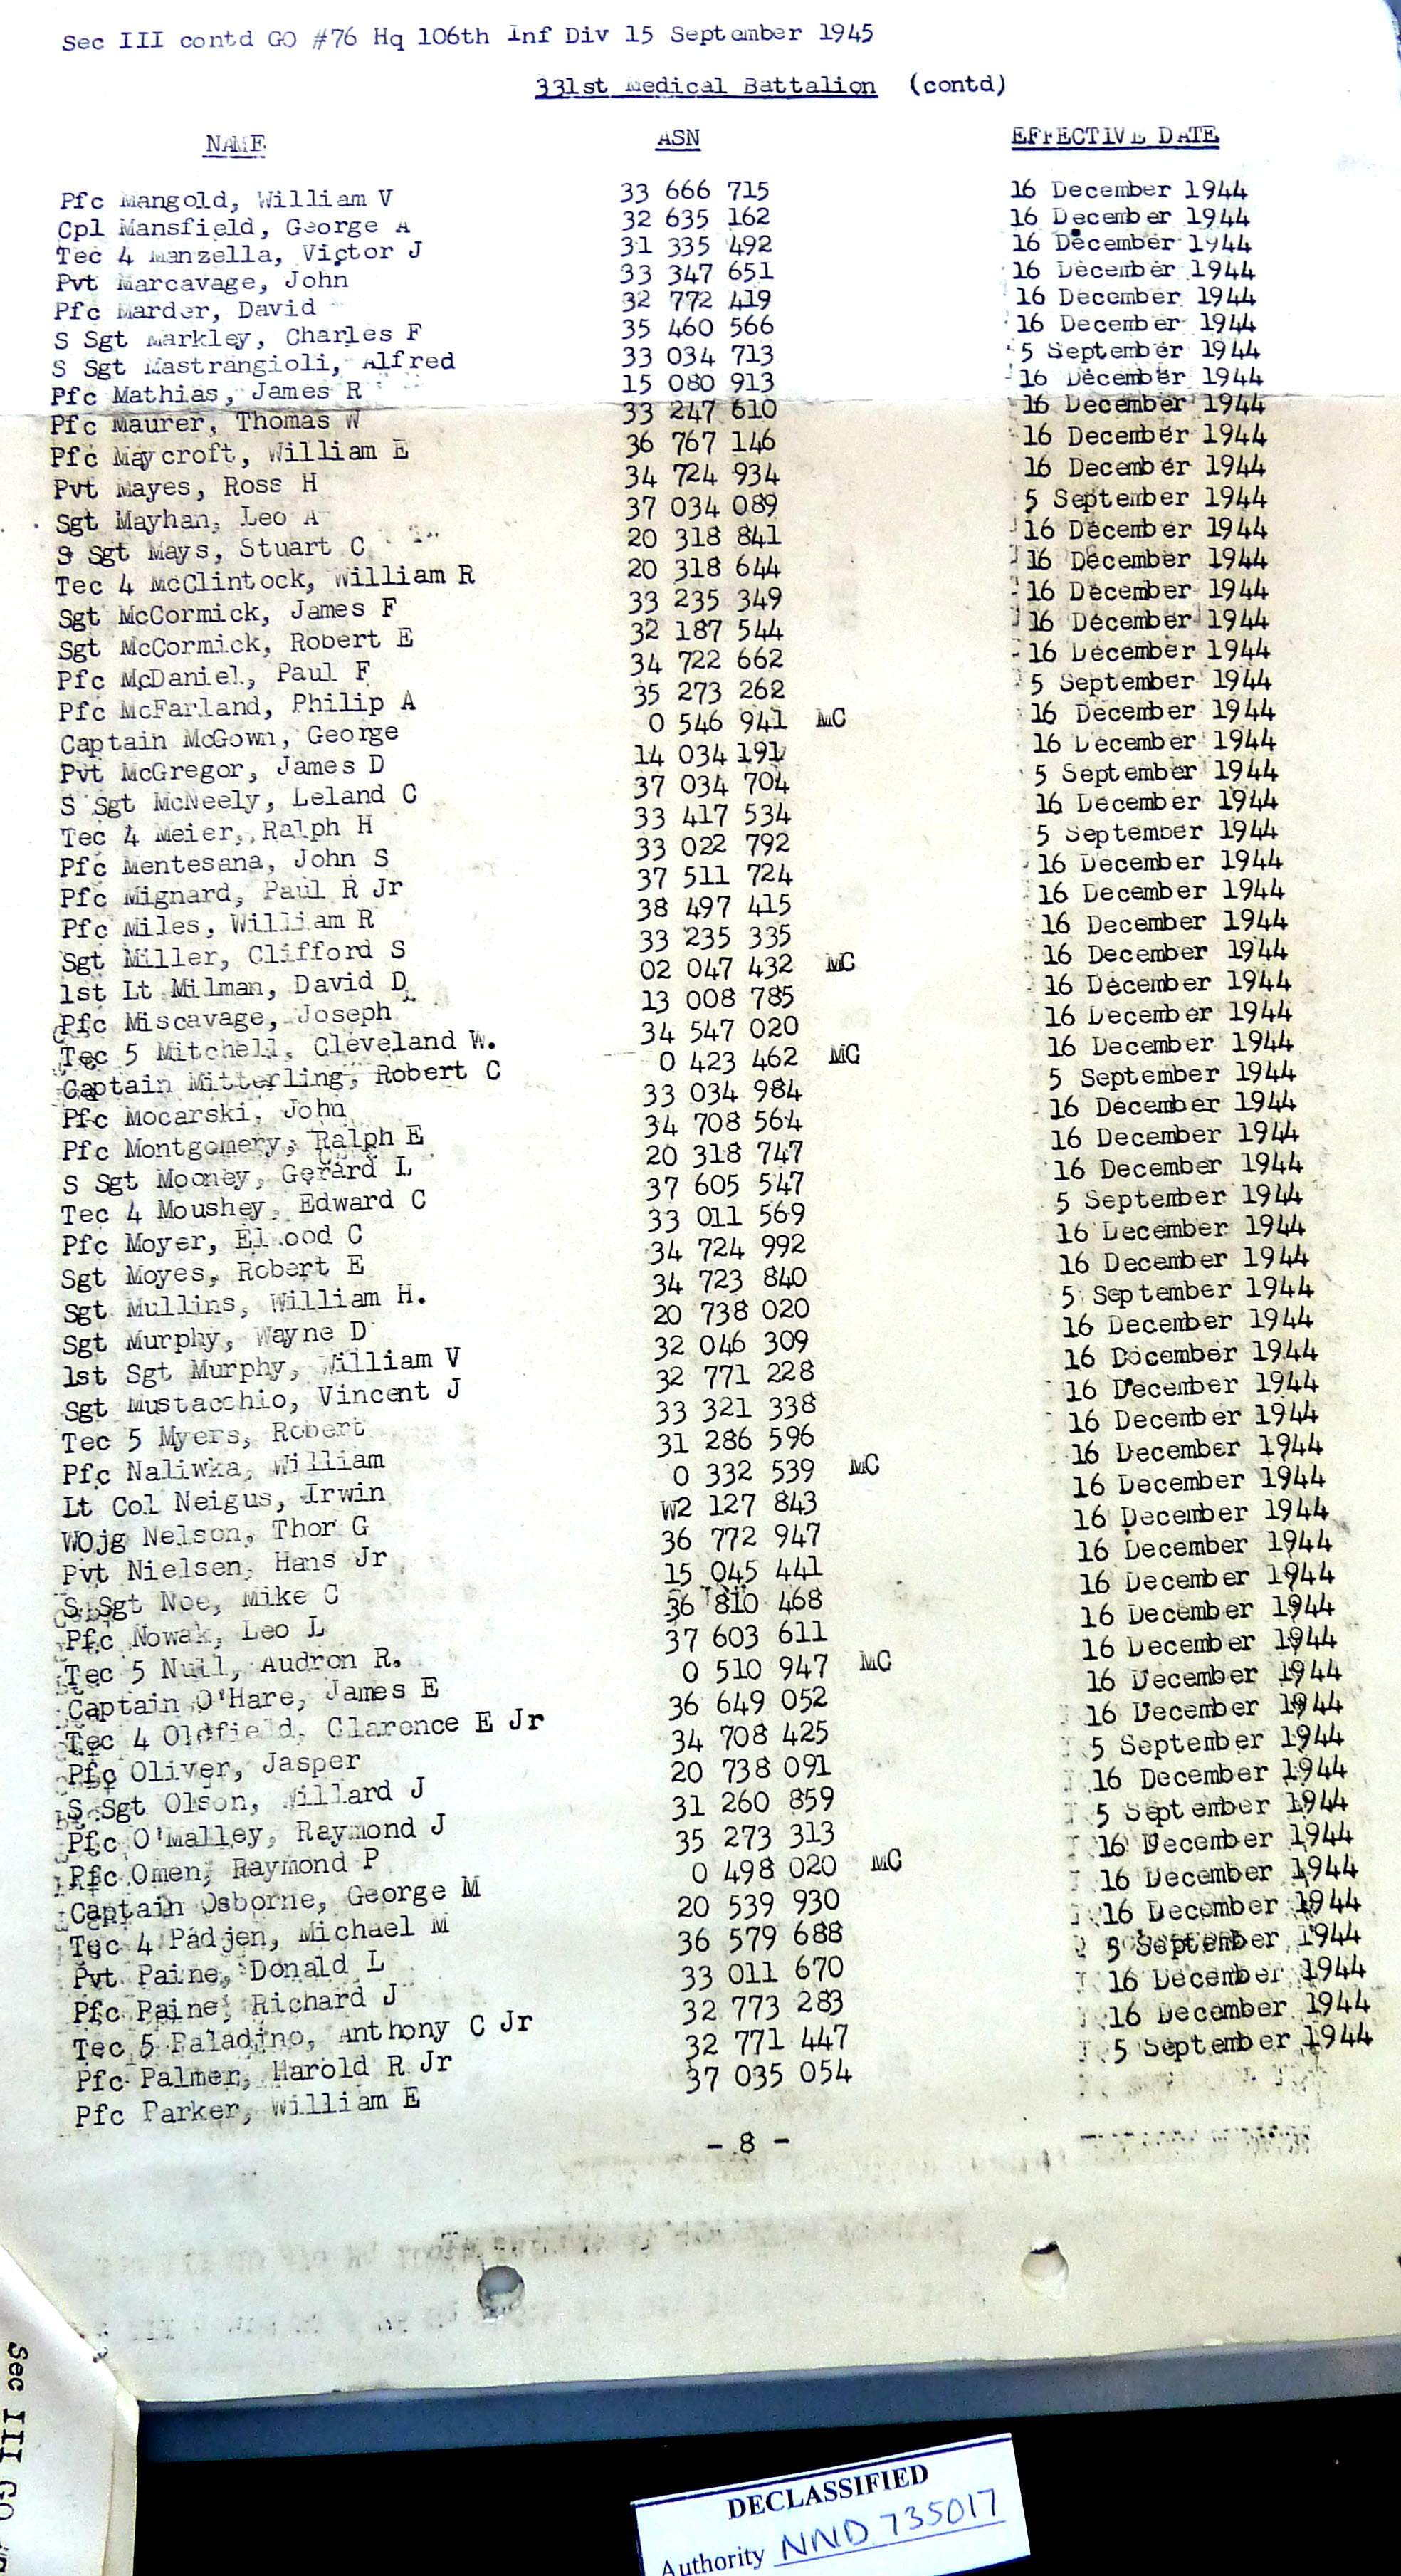 Sec III contd GO #76 Hq 106th Inf Div 15 September 1945
331st Medical Battalion (contd)
NAME ASN EFFECTIVE DATE
Pfc Mangold, William V 33 666 715 16 December 1944
Cpl Mansfield, George A 32 635 162 16 December 1944
Tec 4 Manzella, Victor J 31 335 492 16 December 1944
Pvt Marcavage, John 33 347 651 16 December 1944
Pfc Marder, David 32 772 419 16 December 1944
S Sgt Markley, Charles F 35 460 566 16 December 1944
S Sgt Mastrangioli, Alfred 33 034 713 5 September 1944
Pfc Mathias, James R 15 080 913 16 December 1944
Pfc Maurer, Thomas W 33 247 610 16 December 1944
Pfc Maycroft, William E 36 767 146 16 December 1944
Pvt Mayes, Ross H 34 724 934 16 December 1944
Sgt Mayhan, Leo A 37 034 089 5 September 1944
S Sgt Mays, Stuart C 20 318 841 16 December 1944
Tec 4 McClintock, William R 20 318 644 16 December 1944
Sgt McCormick, James F 33 235 349 16 December 1944
Sgt McCormick, Robert E 32 187 544 16 December 1944
Pfc McDaniel, Paul F 34 722 662 16 December 1944
Pfc McFarland, Philip A 35 273 262 5 September 1944
Captain McGown, George 0 546 941 MC 16 December 1944
Pvt McGregor, James D 14 034 191 16 December 1944
S Sgt McNeely, Leland C 37 034 704 5 September 1944
Tec 4 Meier, Ralph H 33 417 534 16 December 1944
Pfc Mentesana, John S 33 022 792 5 September 1944
Pfc Mignard, Paul R Jr 37 511 724 16 December 1944
Pfc Miles, William R 38 497 415 16 December 1944
Sgt Miller, Clifford S 33 235 335 16 December 1944
1st Lt Milman, David D 02 047 432 MC 16 December 1944
Pfc Miscavage, Joseph 13 008 785 16 December 1944
Tec 5 Mitchell, Cleveland W. 34 547 020 16 December 1944
Captain Mitterling, Robert C 0 423 462 MC 16 December 1944
Pfc Mocarski, John 33 034 984 5 September 1944
Pfc Montgomery, Ralph E 34 708 564 16 December 1944
S Sgt Mooney, Gerard L 20 318 747 16 December 1944
Tec 4 Moushey, Edward C 37 605 547 16 December 1944
Pfc Moyer, Elwood C 33 011 569 5 September 1944
Sgt Moyes, Robert E 34 724 992 16 December 1944
Sgt Mullins, William H. 34 723 840 16 December 1944
Sgt Murphy, Wayne D 20 738 020 5 September 1944
1st Sgt Murphy, William V 32 046 309 16 December 1944
Sgt Mustacchio, Vincent J 32 771 228 16 December 1944
Tec 5 Myers, Robert 33 321 338 16 December 1944
Pfc Naliwka, William 31 286 596 16 December 1944
Lt Col Neigus, Irwin 0 332 539 MC 16 December 1944
WOjg Nelson, Thor G W2 127 843 16 December 1944
Pvt Nielsen, Hans Jr 36 772 947 16 December 1944
S Sgt Noe, Mike C 15 045 441 16 December 1944
Pfc Nowak, Leo L 36 810 468 16 December 1944
Tec 5 Null, Audron R. 37 603 611 16 December 1944
Captain O'Hare, James E 0 510 947 MC 16 December 1944
Tec 4 Oldfield, Clarence E Jr 36 649 052 16 December 1944
Pfc Oliver, Jasper 34 708 425 16 December 1944
S Sgt Olson, Willard J 20 738 091 5 September 1944
Pfc O'Malley, Raymond J 31 260 859 16 December 1944
Pfc Omen, Raymond P 35 273 313 5 September 1944
Captain Osborne, George M 0 498 020 MC 16 December 1944
Tec 4 Padjen, Michael M 20 539 930 16 December 1944
Pvt Paine, Donald L 36 579 688 16 December 1944
Pfc Paine, Richard J 33 011 670 5 September 1944
Tec 5 Paladino, Anthony C Jr 32 773 283 16 December 1944
Pfc Palmer, Harold R Jr 32 771 447 16 December 1944
Pfc Parker, William E 37 035 054 5 September 1944
- 8 -
Sec III GO
DECLASSIFIED
Authority NND 735017